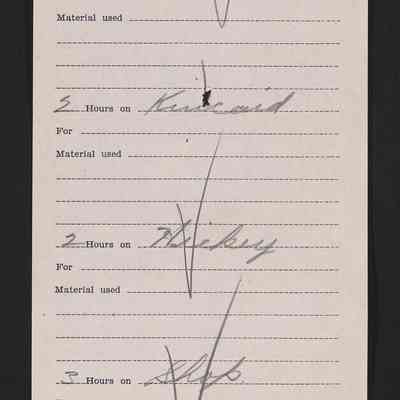 Material used
5 Hours on Kincaid
For
Material used
2 Hours on Hickey
For
Material used
3 Hours on Shop